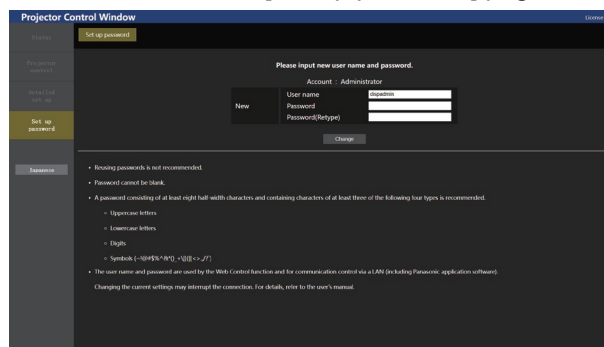 Projector Control Window
License
Status
Set up password
Projector
control
Detailed
set up
Set up
password
Japanese
Please input new user name and password.
Account : Administrator
New
User name
dispadmin
Password
Password(Retype)
Change
• Reusing passwords is not recommended.
• Password cannot be blank.
• A password consisting of at least eight half-width characters and containing characters of at least three of the following four types is recommended.
○ Uppercase letters
○ Lowercase letters
○ Digits
○ Symbols
• The user name and password are used by the Web Control function and for communication control via a LAN (including Panasonic application software).
Changing the current settings may interrupt the connection. For details, refer to the user's manual.